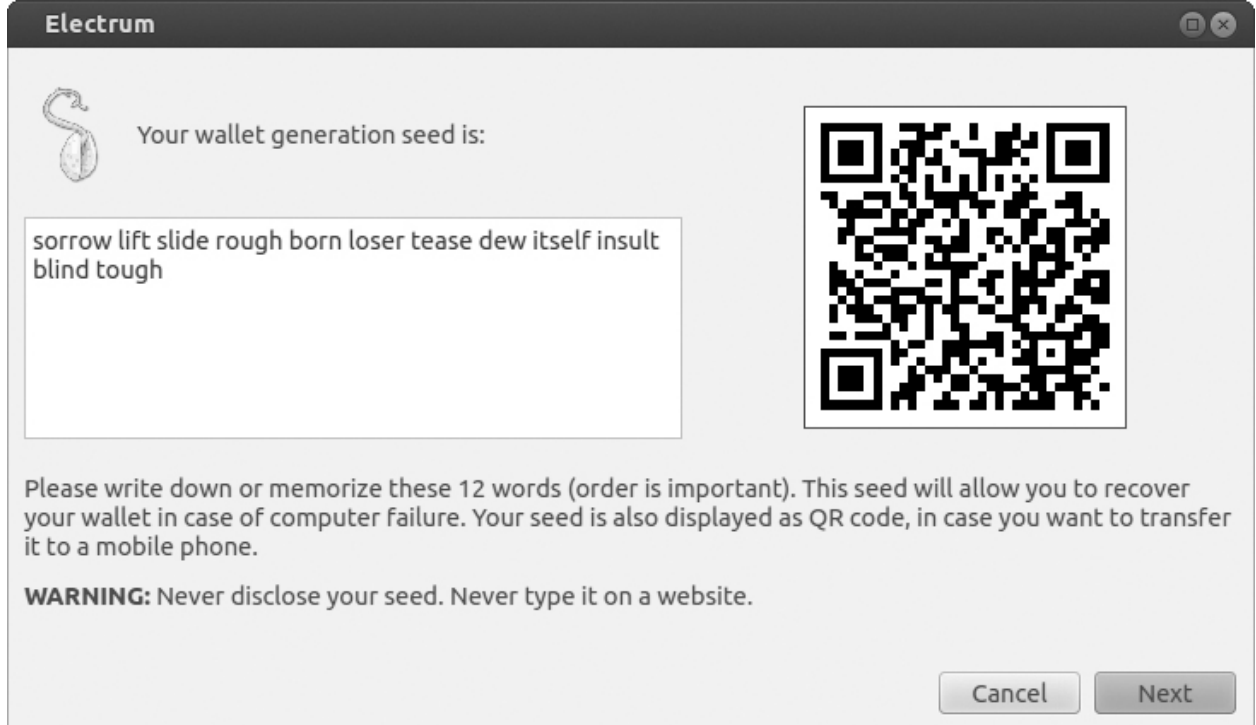 Electrum
Your wallet generation seed is:
sorrow lift slide rough born loser tease dew itself insult
blind tough
Please write down or memorize these 12 words (order is important). This seed will allow you to recover
your wallet in case of computer failure. Your seed is also displayed as QR code, in case you want to transfer
it to a mobile phone.
WARNING: Never disclose your seed. Never type it on a website.
Cancel
Next